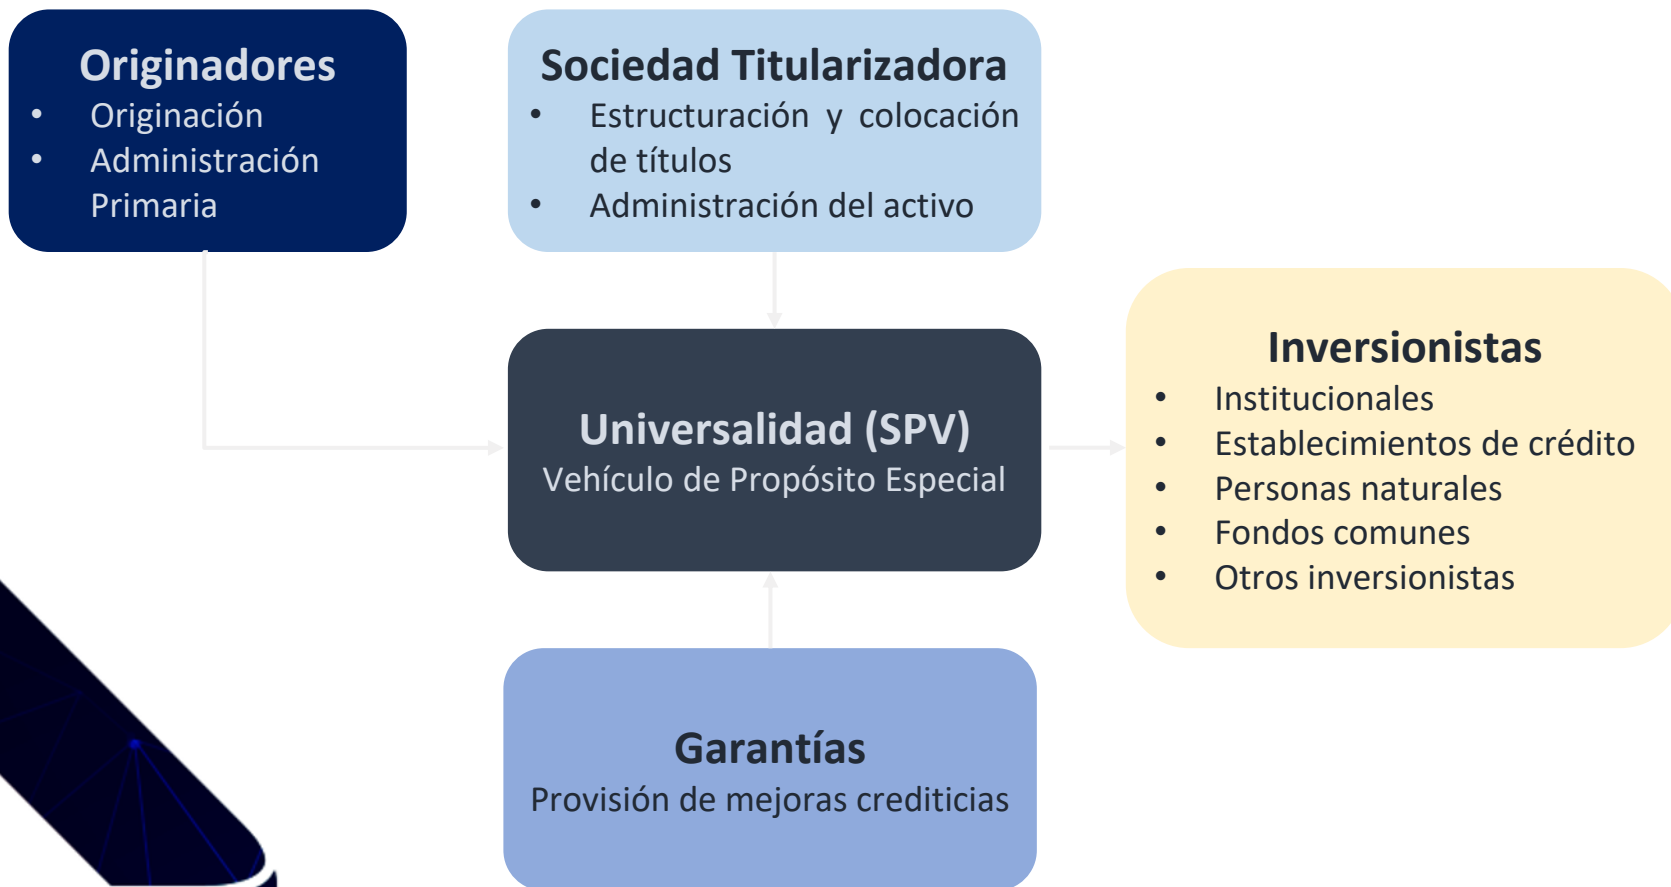 Originadores
• Originación
• Administración
Primaria
Sociedad Titularizadora
• Estructuración y colocación
de títulos
• Administración del activo
Universalidad (SPV)
Vehículo de Propósito Especial
Inversionistas
• Institucionales
• Establecimientos de crédito
• Personas naturales
• Fondos comunes
• Otros inversionistas
Garantías
Provisión de mejoras crediticias